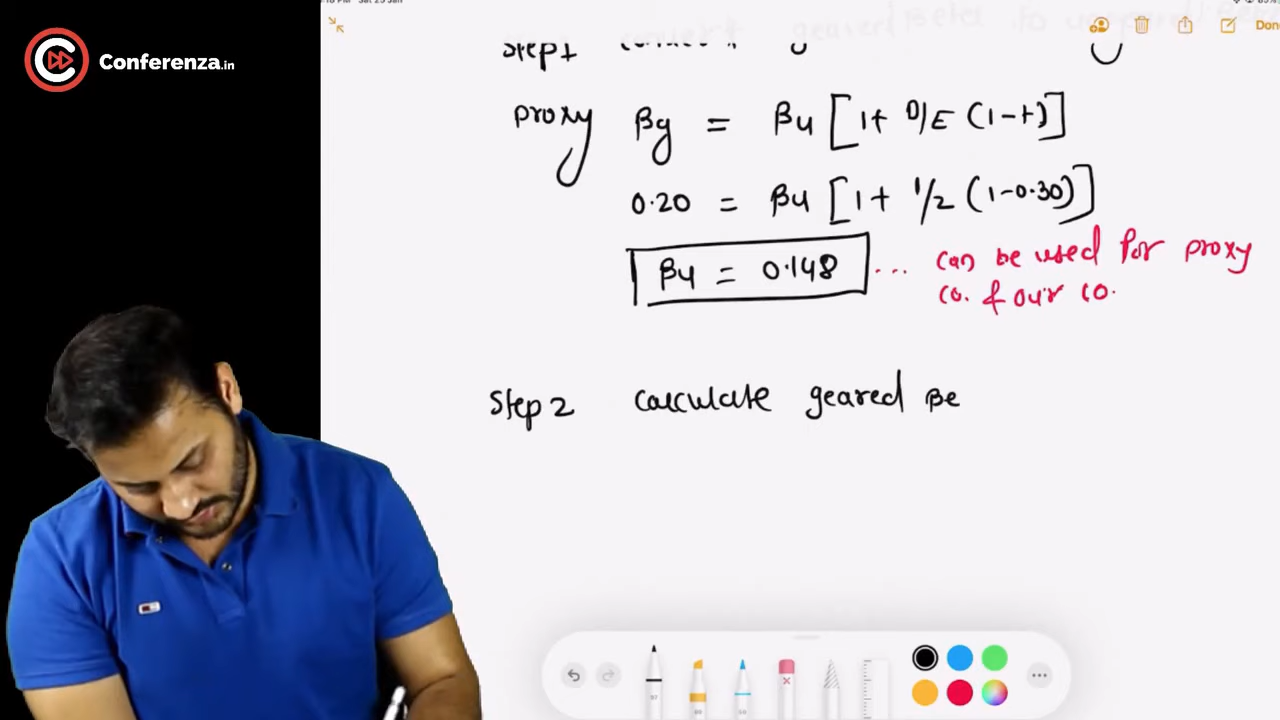 Conferenza.in
Step1
proxy βg = βu [1+ D/E (1-t)]
0.20 = βu [1+ 1/2 (1-0.30)]
βu = 0.148 ... can be used for proxy
co. & our co.
Step 2 calculate geared Be
Done